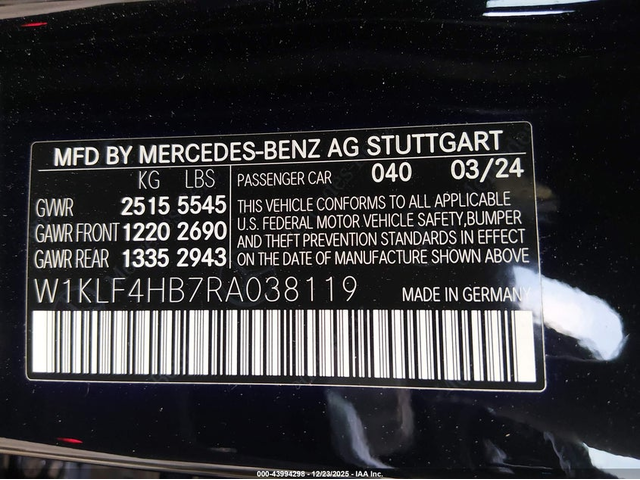 MFD BY MERCEDES-BENZ AG STUTTGART
KG LBS
GVWR 2515 5545
GAWR FRONT 1220 2690
GAWR REAR 1335 2943
PASSENGER CAR 040 03/24
THIS VEHICLE CONFORMS TO ALL APPLICABLE
U.S. FEDERAL MOTOR VEHICLE SAFETY,BUMPER
AND THEFT PREVENTION STANDARDS IN EFFECT
ON THE DATE OF MANUFACTURE SHOWN ABOVE
W1KLF4HB7RA038119 MADE IN GERMANY
000-43994298 - 12/23/2025 - IAA Inc.